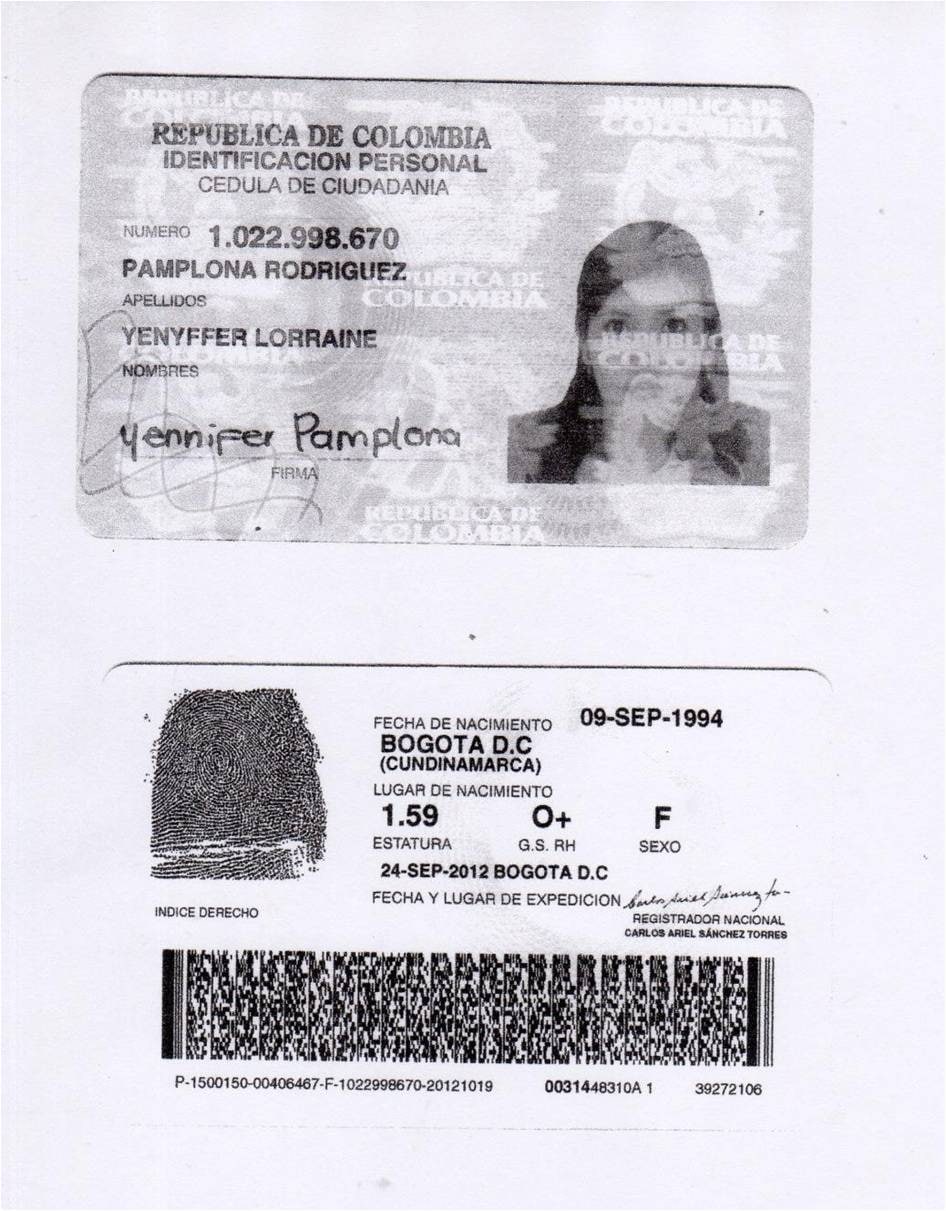 REPUBLICA DE COLOMBIA
REPUBLICA DE COLOMBIA
REPUBLICA DE COLOMBIA
IDENTIFICACION PERSONAL
CEDULA DE CIUDADANIA
NUMERO 1.022.998.670
PAMPLONA RODRIGUEZ
APELLIDOS
REPUBLICA DE COLOMBIA
YENYFFER LORRAINE
NOMBRES
REPUBLICA DE COLOMBIA
Yennifer Pamplona
FIRMA
REPUBLICA DE COLOMBIA
FECHA DE NACIMIENTO 09-SEP-1994
BOGOTA D.C
(CUNDINAMARCA)
LUGAR DE NACIMIENTO
1.59 O+ F
ESTATURA G.S. RH SEXO
24-SEP-2012 BOGOTA D.C
FECHA Y LUGAR DE EXPEDICION
INDICE DERECHO
REGISTRADOR NACIONAL
CARLOS ARIEL SÁNCHEZ TORRES
P-1500150-00406467-F-1022998670-20121019 0031448310A 1 39272106